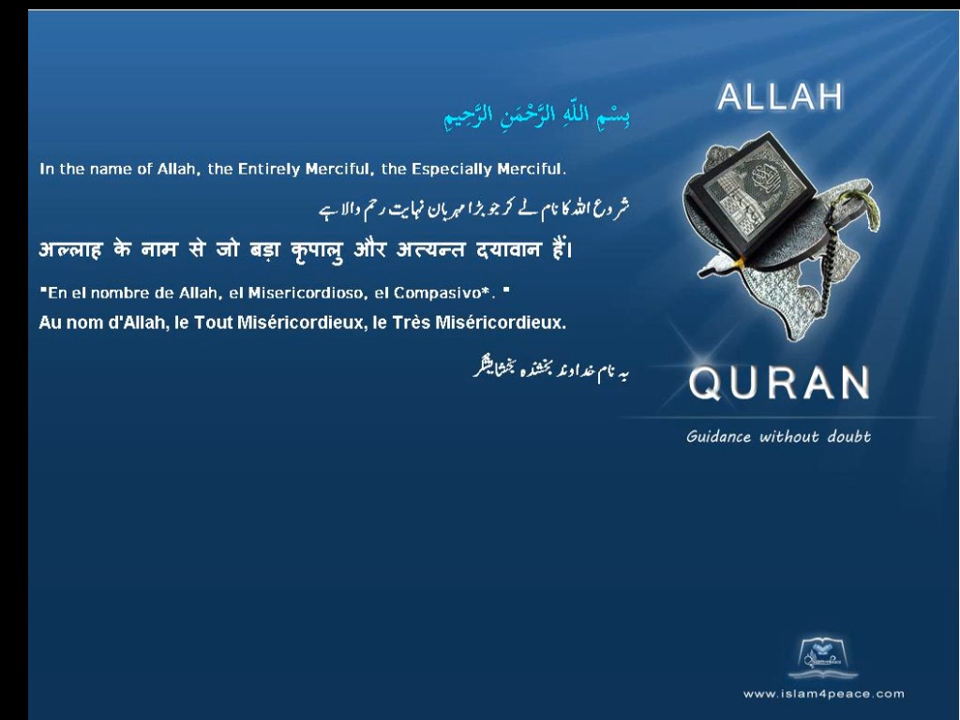 بِسْمِ اللَّهِ الرَّحْمَنِ الرَّحِيمِ
In the name of Allah, the Entirely Merciful, the Especially Merciful.
شروع الله کا نام لے کر جو بڑا مہربان نہایت رحم والا ہے
अल्लाह के नाम से जो बड़ा कृपालु और अत्यन्त दयावान हैं।
"En el nombre de Allah, el Misericordioso, el Compasivo*. "
Au nom d'Allah, le Tout Miséricordieux, le Très Miséricordieux.
به نام خداوند بخشنده بخشایشگر
ALLAH
QURAN
Guidance without doubt
www.islam4peace.com